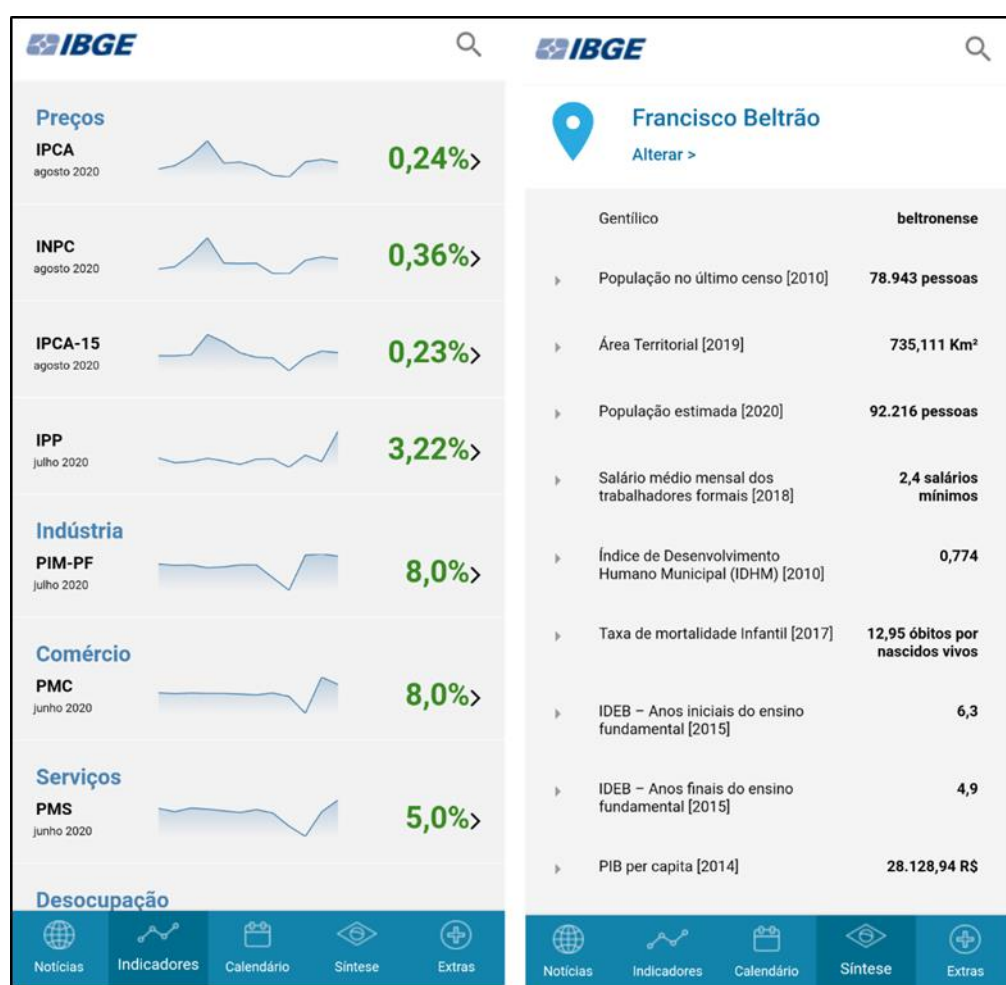 IBGE
Preços
IPCA
agosto 2020
0,24%>
INPC
agosto 2020
0,36%>
IPCA-15
agosto 2020
0,23%>
IPP
julho 2020
3,22%>
Indústria
PIM-PF
julho 2020
8,0%>
Comércio
PMC
junho 2020
8,0%>
Serviços
PMS
junho 2020
5,0%>
Desocupação
Notícias Indicadores Calendário Síntese Extras
IBGE
Francisco Beltrão
Alterar >
Gentílico beltronense
População no último censo [2010] 78.943 pessoas
Área Territorial [2019] 735,111 Km²
População estimada [2020] 92.216 pessoas
Salário médio mensal dos 2,4 salários
trabalhadores formais [2018] mínimos
Índice de Desenvolvimento 0,774
Humano Municipal (IDHM) [2010]
Taxa de mortalidade Infantil [2017] 12,95 óbitos por
nascidos vivos
IDEB – Anos iniciais do ensino 6,3
fundamental [2015]
IDEB – Anos finais do ensino 4,9
fundamental [2015]
PIB per capita [2014] 28.128,94 R$
Notícias Indicadores Calendário Síntese Extras